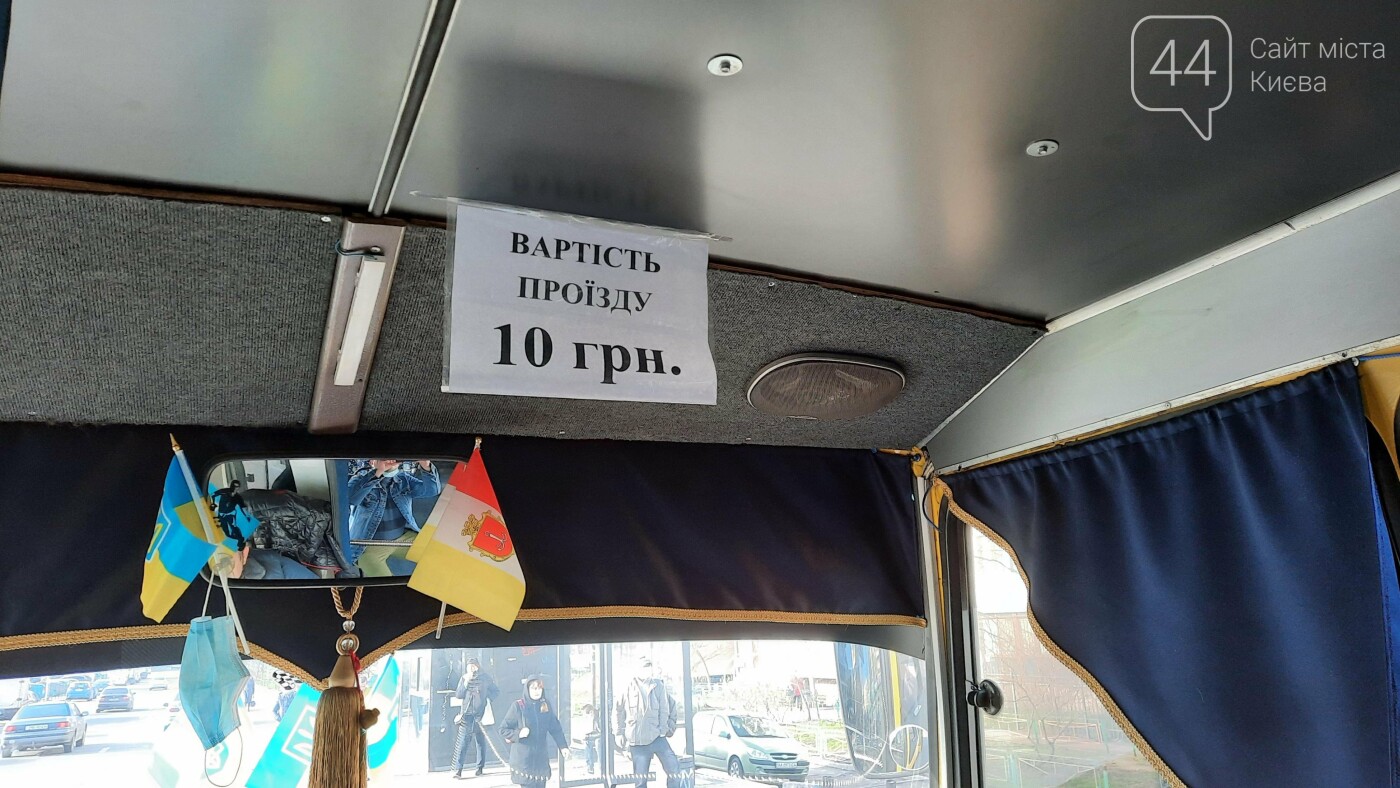 44
Сайт міста
Києва
ВАРТІСТЬ
ПРОЇЗДУ
10 грн.